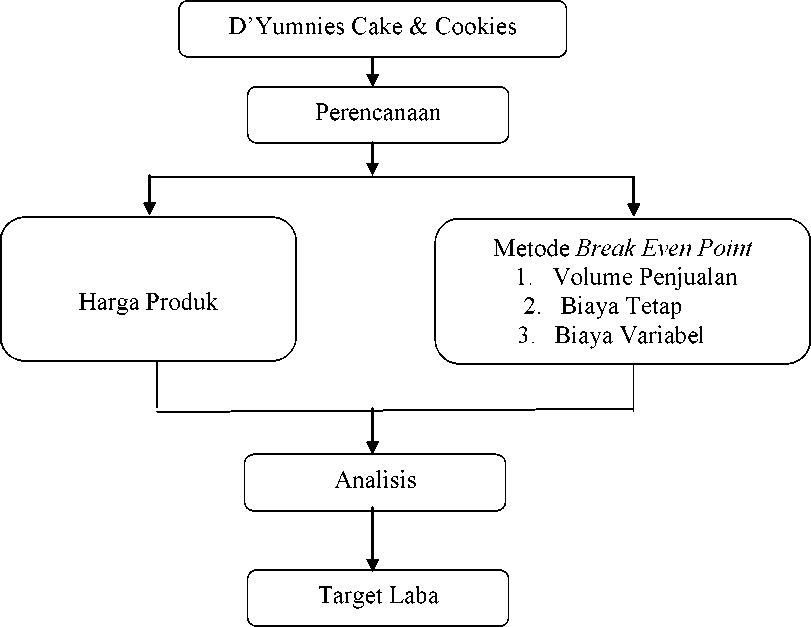 D’Yumnies Cake & Cookies
Perencanaan
Harga Produk
Metode Break Even Point
1. Volume Penjualan
2. Biaya Tetap
3. Biaya Variabel
Analisis
Target Laba